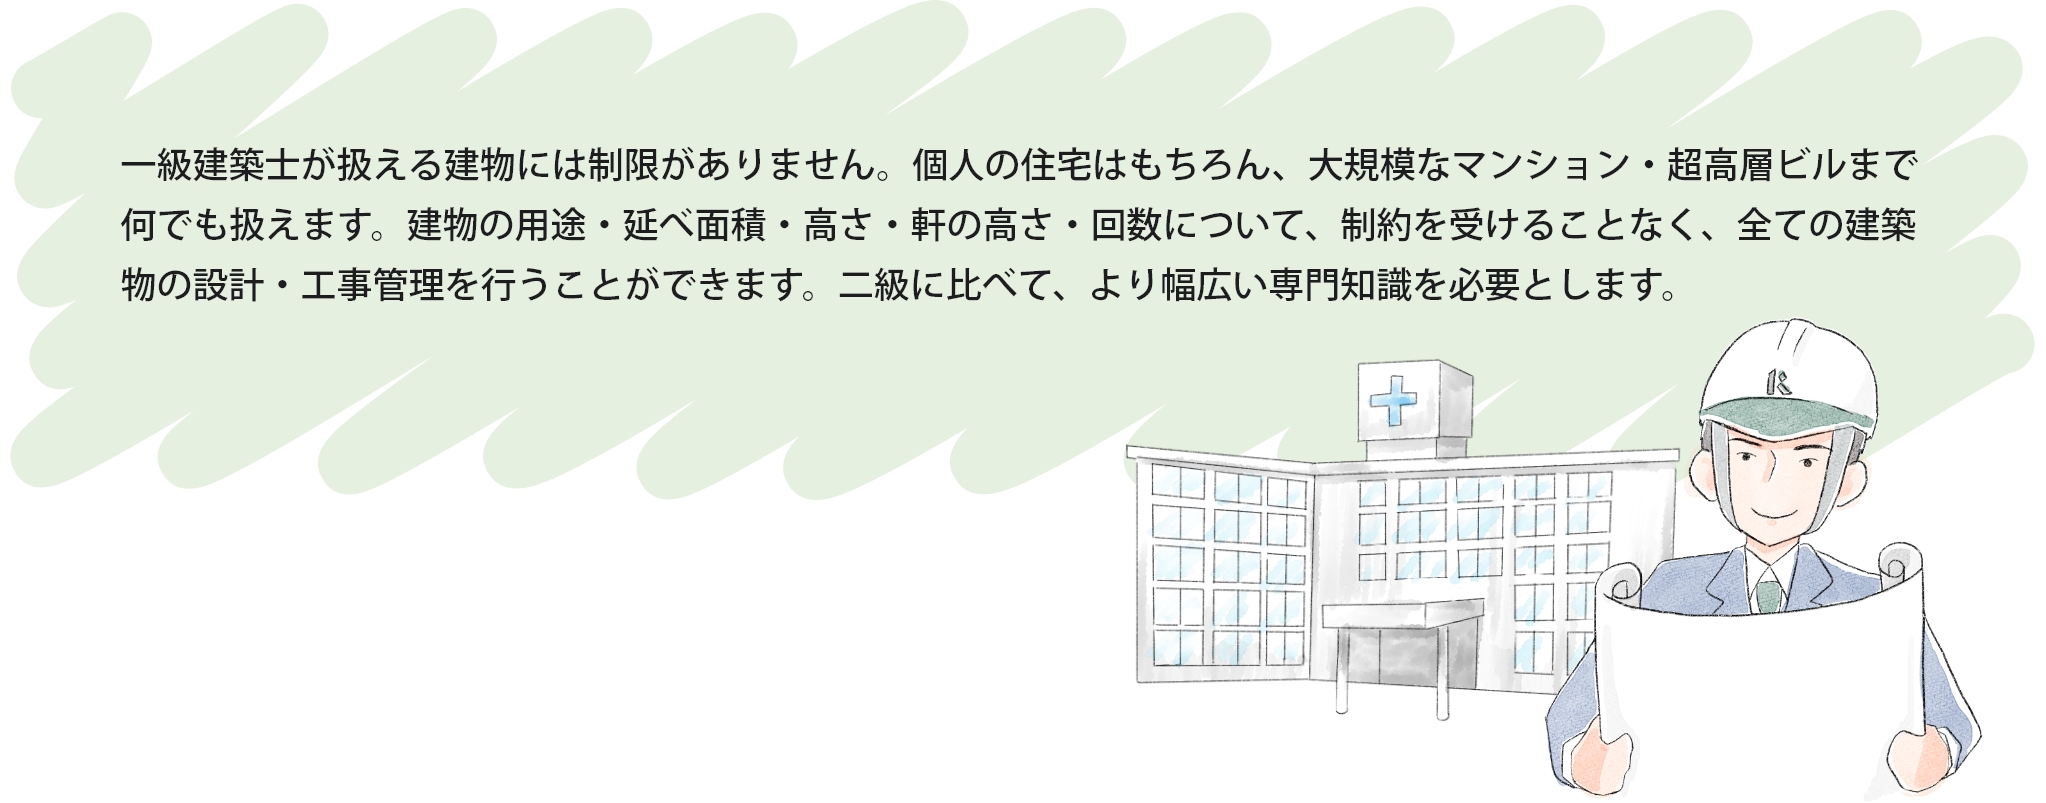 一級建築士が扱える建物には制限がありません。個人の住宅はもちろん、大規模なマンション・超高層ビルまで
何でも扱えます。建物の用途・延べ面積・高さ・軒の高さ・回数について、制約を受けることなく、全ての建築
物の設計・工事管理を行うことができます。二級に比べて、より幅広い専門知識を必要とします。